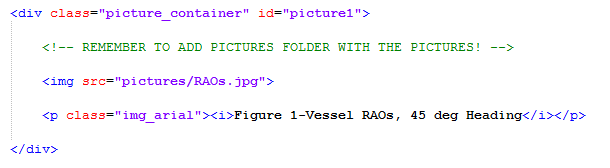 <div class="picture_container" id="picture1">
<!-- REMEMBER TO ADD PICTURES FOLDER WITH THE PICTURES! -->
<img src="pictures/RAOs.jpg">
<p class="img_arial"><i>Figure 1-Vessel RAOs, 45 deg Heading</i></p>
</div>